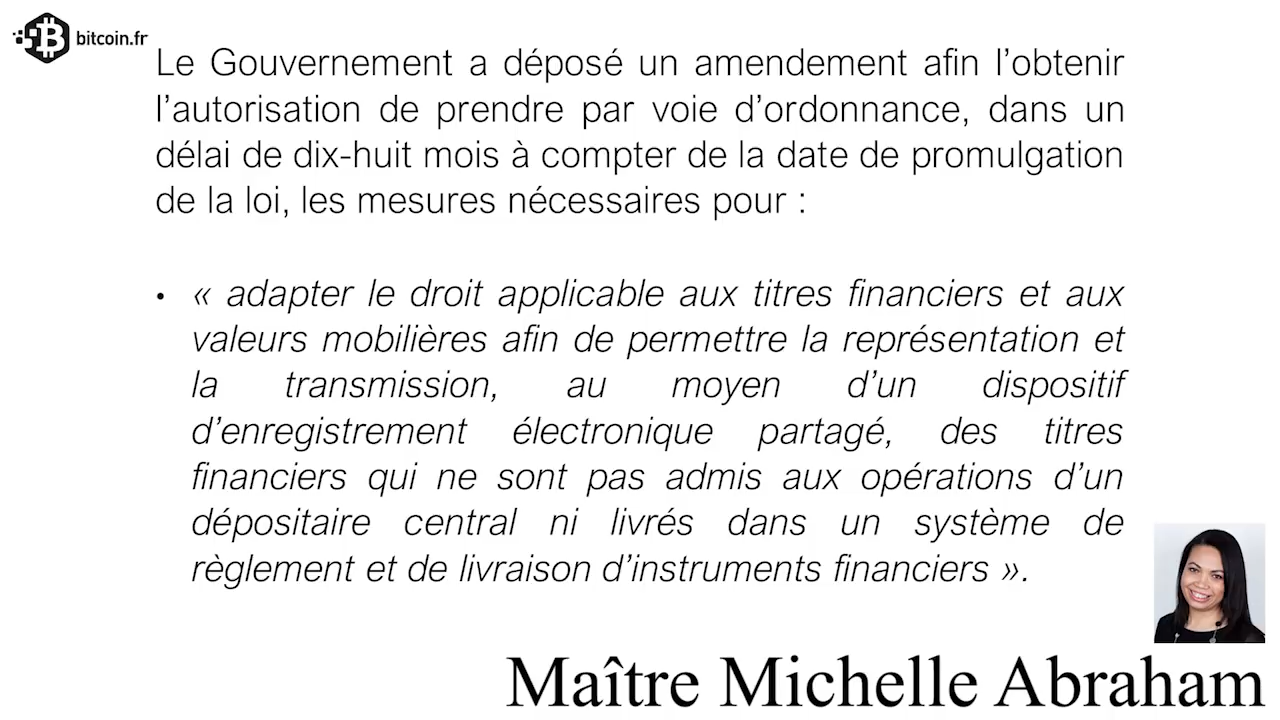 bitcoin.fr
Le Gouvernement a déposé un amendement afin l’obtenir
l’autorisation de prendre par voie d’ordonnance, dans un
délai de dix-huit mois à compter de la date de promulgation
de la loi, les mesures nécessaires pour :
• « adapter le droit applicable aux titres financiers et aux
valeurs mobilières afin de permettre la représentation et
la transmission, au moyen d’un dispositif
d’enregistrement électronique partagé, des titres
financiers qui ne sont pas admis aux opérations d’un
dépositaire central ni livrés dans un système de
règlement et de livraison d’instruments financiers ».
Maître Michelle Abraham